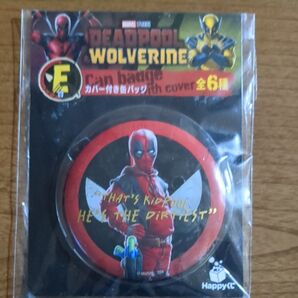 MARVEL STUDIOS
DEADPOOL
WOLVERINE
E
賞
Can badge
with cover
カバー付き缶バッジ
全6種
"THAT'S KIDPOOL,
HE'S THE DIRTIEST"
Happyくじ